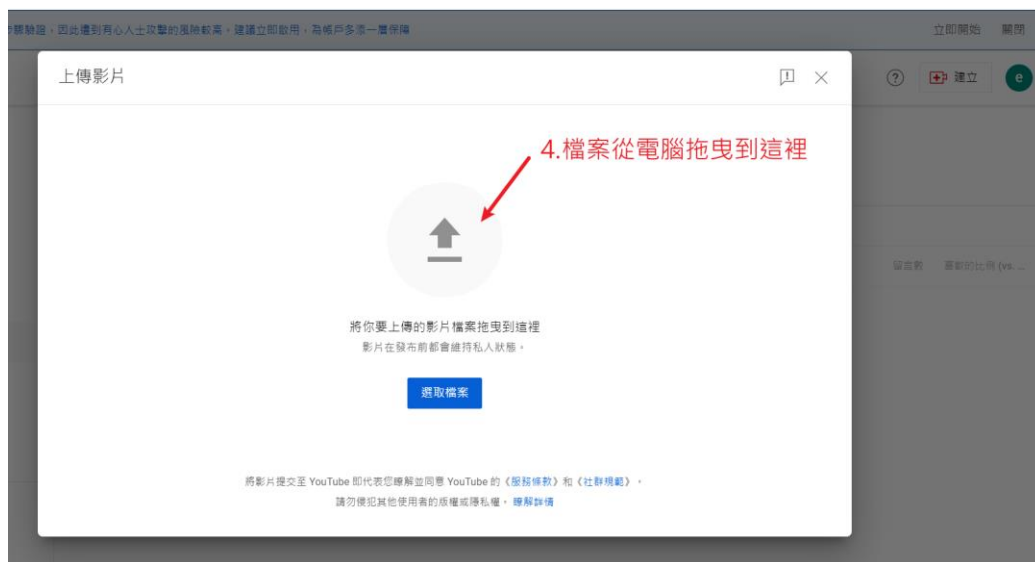 驟驗證，因此遭到有心人士攻擊的風險較高，建議立即啟用，為帳戶多添一層保障
立即開始 關閉
上傳影片
建立
e
4.檔案從電腦拖曳到這裡
留言數 喜歡的比例 (vs. ...
將你要上傳的影片檔案拖曳到這裡
影片在發布前都會維持私人狀態。
選取檔案
將影片提交至 YouTube 即代表您瞭解並同意 YouTube 的《服務條款》和《社群規範》。
請勿侵犯其他使用者的版權或隱私權。瞭解詳情